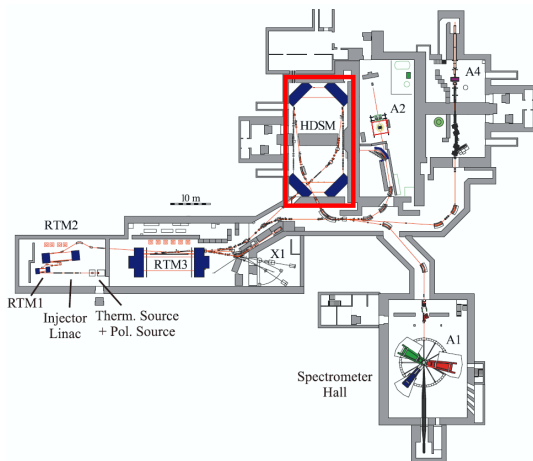 A4
A2
HDSM
10 m
RTM2
RTM3
X1
RTM1
Injector
Linac
Therm. Source
+ Pol. Source
A1
Spectrometer
Hall